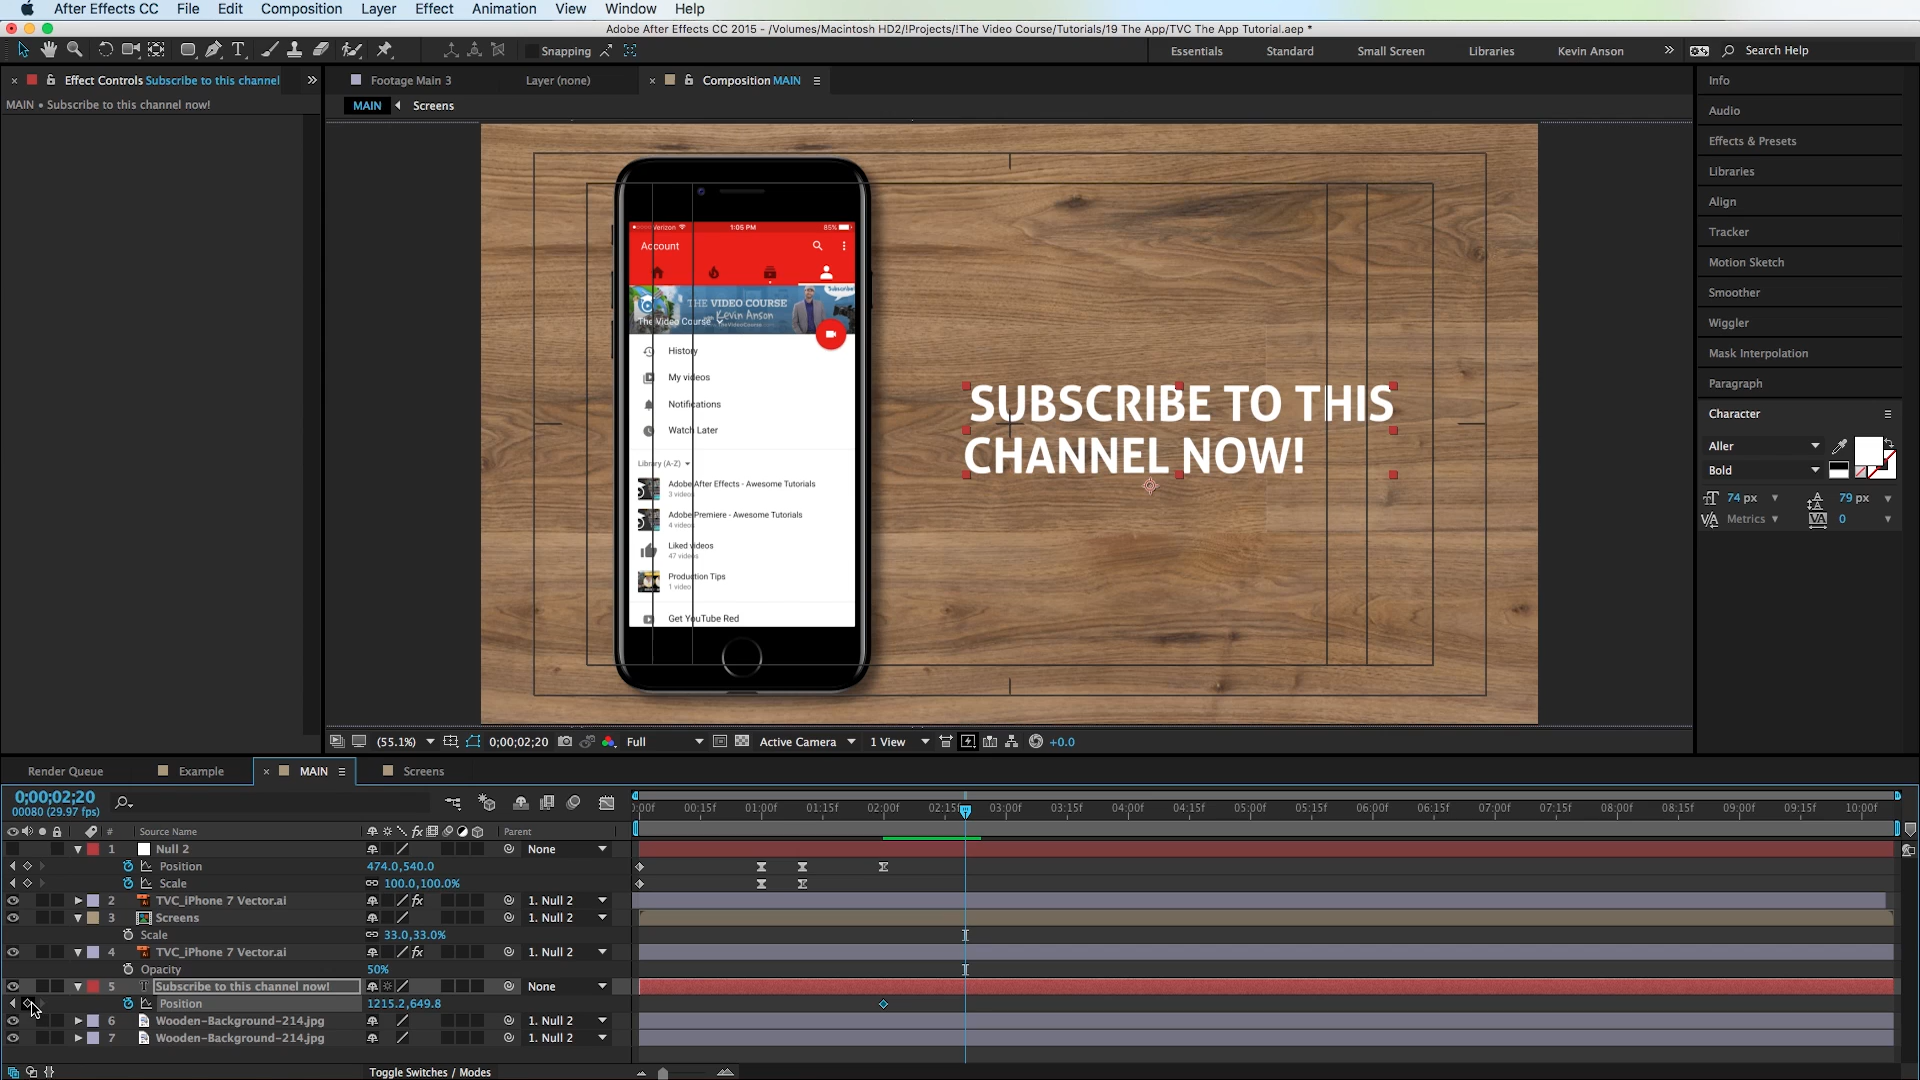 After Effects CC File Edit Composition Layer Effect Animation View Window Help
Adobe After Effects CC 2015 - /Volumes/Macintosh HD2/!Projects/!The Video Course/Tutorials/19 The App/TVC The App Tutorial.aep *
Snapping
Essentials Standard Small Screen Libraries Kevin Anson Search Help
Effect Controls Subscribe to this channel
Footage Main 3 Layer (none) Composition MAIN
MAIN • Subscribe to this channel now!
MAIN Screens
Info
Audio
Effects & Presets
Libraries
Align
Tracker
Motion Sketch
Smoother
Wiggler
Mask Interpolation
Paragraph
Character
Aller
Bold
74 px 79 px
Metrics 0
Verizon 1:05 PM 85%
Account
THE VIDEO COURSE
Kevin Anson
Subscribe!
The Video Course
History
My videos
Notifications
Watch Later
Library (A-Z)
Adobe After Effects - Awesome Tutorials
3 videos
Adobe Premiere - Awesome Tutorials
4 videos
Liked videos
47 videos
Production Tips
1 video
Get YouTube Red
SUBSCRIBE TO THIS
CHANNEL NOW!
(55.1%) 0;00;02;20 Full Active Camera 1 View +0.0
Render Queue Example MAIN Screens
0;00;02;20
00080 (29.97 fps)
:00f 00:15f 01:00f 01:15f 02:00f 02:15f 03:00f 03:15f 04:00f 04:15f 05:00f 05:15f 06:00f 06:15f 07:00f 07:15f 08:00f 08:15f 09:00f 09:15f 10:00f
# Source Name fx Parent
1 Null 2 None
Position 474.0,540.0
Scale 100.0,100.0%
2 TVC_iPhone 7 Vector.ai fx 1. Null 2
3 Screens 1. Null 2
Scale 33.0,33.0%
4 TVC_iPhone 7 Vector.ai fx 1. Null 2
Opacity 50%
5 T Subscribe to this channel now! None
Position 1215.2,649.8
6 Wooden-Background-214.jpg 1. Null 2
7 Wooden-Background-214.jpg 1. Null 2
Toggle Switches / Modes